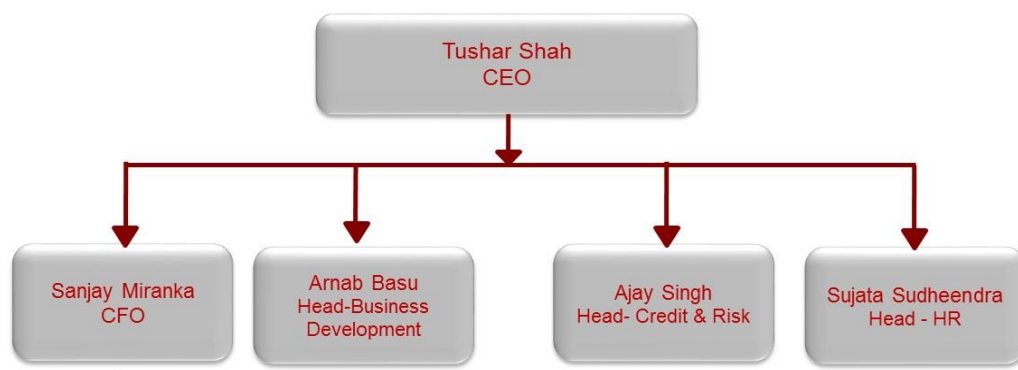 Tushar Shah
CEO
Sanjay Miranka
CFO
Arnab Basu
Head-Business
Development
Ajay Singh
Head- Credit & Risk
Sujata Sudheendra
Head - HR